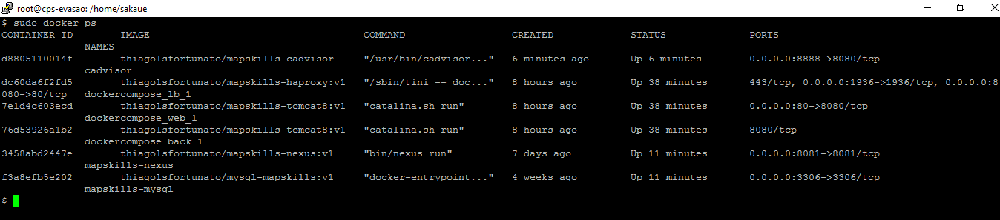 root@cps-evasao: /home/sakaue
$ sudo docker ps
CONTAINER ID        IMAGE                                    COMMAND                  CREATED             STATUS              PORTS
              NAMES
d8805110014f        thiagolsfortunato/mapskills-cadvisor     "/usr/bin/cadvisor..."   6 minutes ago       Up 6 minutes        0.0.0.0:8888->8080/tcp
              cadvisor
dc60da6f2fd5        thiagolsfortunato/mapskills-haproxy:v1   "/sbin/tini -- doc..."   8 hours ago         Up 38 minutes       443/tcp, 0.0.0.0:1936->1936/tcp, 0.0.0.0:8
080->80/tcp   dockercompose_lb_1
7e1d4c603ecd        thiagolsfortunato/mapskills-tomcat8:v1   "catalina.sh run"        8 hours ago         Up 38 minutes       0.0.0.0:80->8080/tcp
              dockercompose_web_1
76d53926a1b2        thiagolsfortunato/mapskills-tomcat8:v1   "catalina.sh run"        8 hours ago         Up 38 minutes       8080/tcp
              dockercompose_back_1
3458abd2447e        thiagolsfortunato/mapskills-nexus:v1     "bin/nexus run"          7 days ago          Up 11 minutes       0.0.0.0:8081->8081/tcp
              mapskills-nexus
f3a8efb5e202        thiagolsfortunato/mysql-mapskills:v1     "docker-entrypoint..."   4 weeks ago         Up 11 minutes       0.0.0.0:3306->3306/tcp
              mapskills-mysql
$